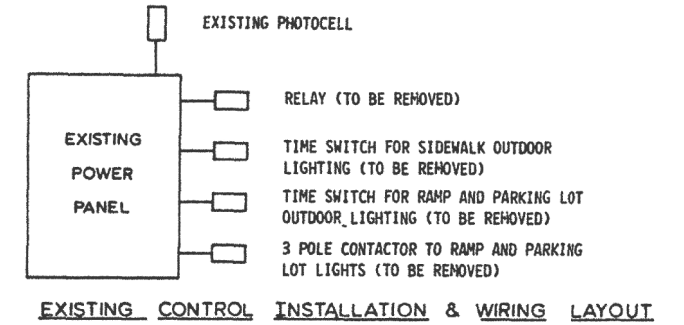 EXISTING PHOTOCELL
RELAY (TO BE REMOVED)
EXISTING
POWER
PANEL
TIME SWITCH FOR SIDEWALK OUTDOOR
LIGHTING (TO BE REMOVED)
TIME SWITCH FOR RAMP AND PARKING LOT
OUTDOOR LIGHTING (TO BE REMOVED)
3 POLE CONTACTOR TO RAMP AND PARKING
LOT LIGHTS (TO BE REMOVED)
EXISTING CONTROL INSTALLATION & WIRING LAYOUT